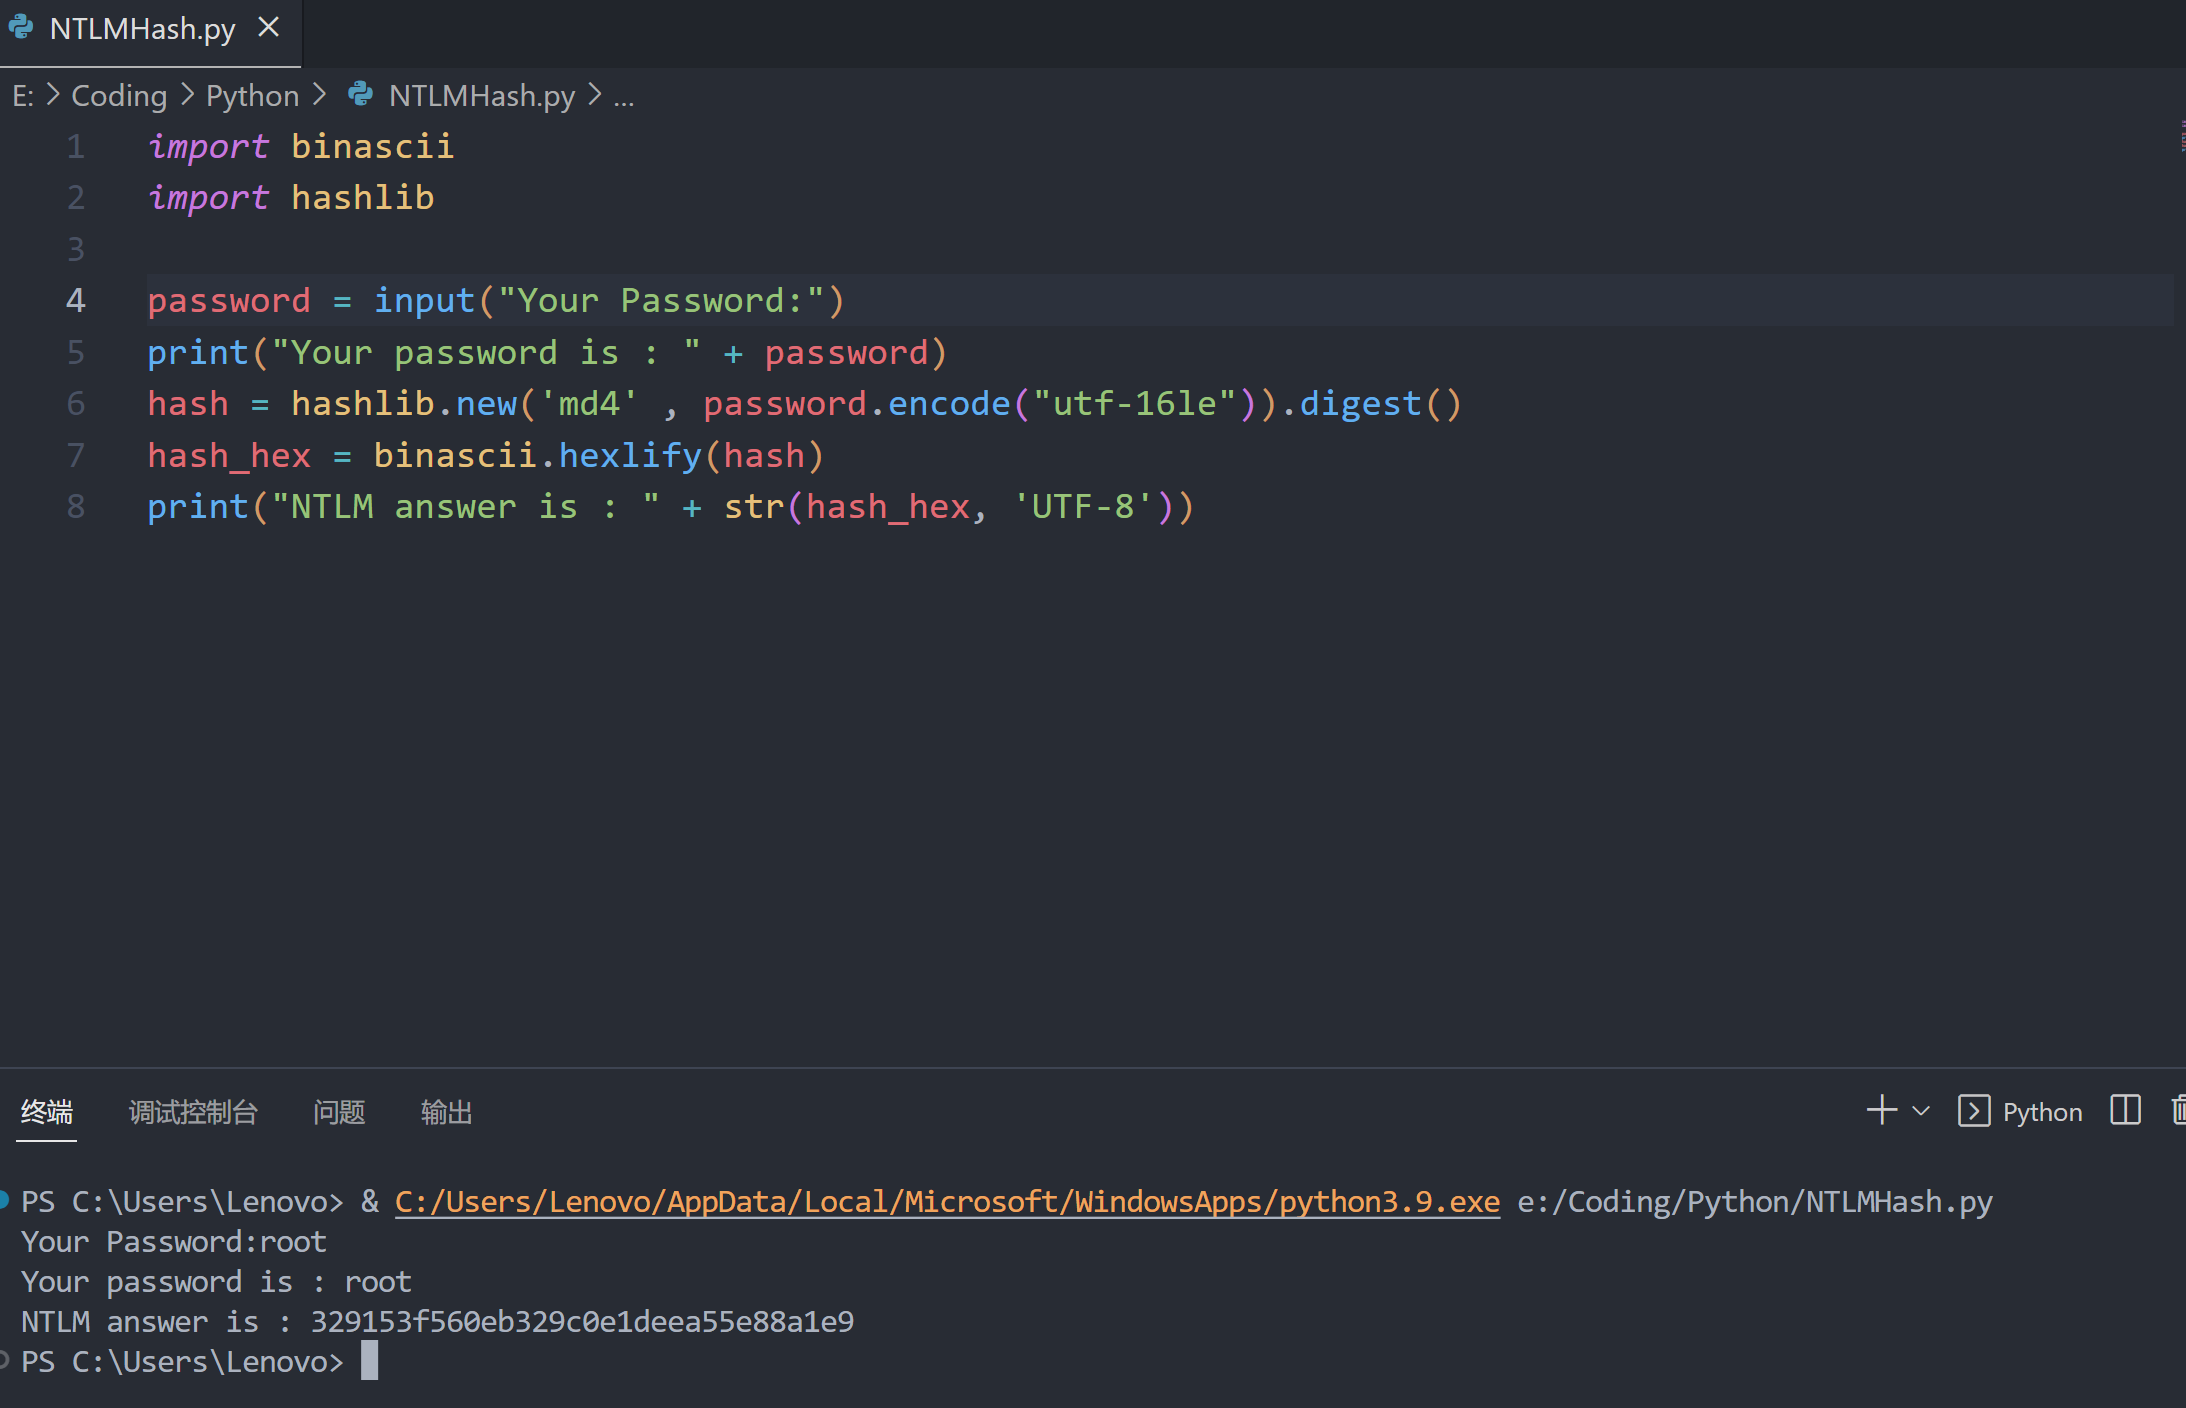 NTLMHash.py
E: > Coding > Python > NTLMHash.py > ...
1 import binascii
2 import hashlib
3
4 password = input("Your Password:")
5 print("Your password is : " + password)
6 hash = hashlib.new('md4' , password.encode("utf-16le")).digest()
7 hash_hex = binascii.hexlify(hash)
8 print("NTLM answer is : " + str(hash_hex, 'UTF-8'))
终端 调试控制台 问题 输出 Python
PS C:\Users\Lenovo> & C:/Users/Lenovo/AppData/Local/Microsoft/WindowsApps/python3.9.exe e:/Coding/Python/NTLMHash.py
Your Password:root
Your password is : root
NTLM answer is : 329153f560eb329c0e1deea55e88a1e9
PS C:\Users\Lenovo>